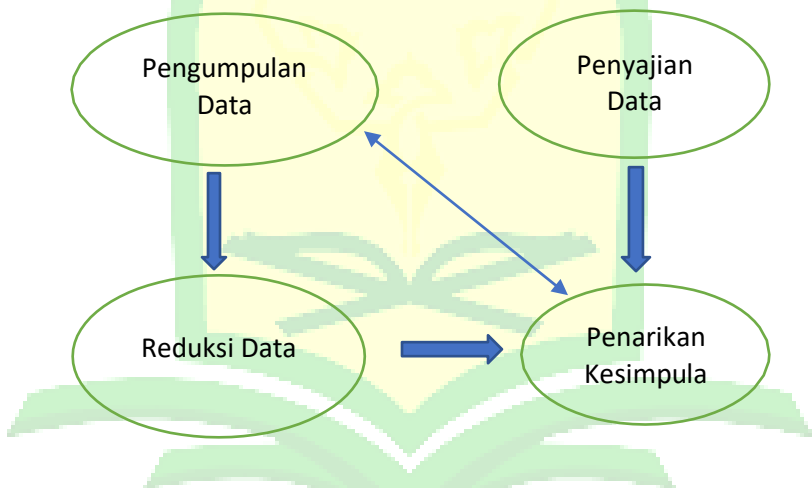 Pengumpulan
Data
Penyajian
Data
Reduksi Data
Penarikan
Kesimpula